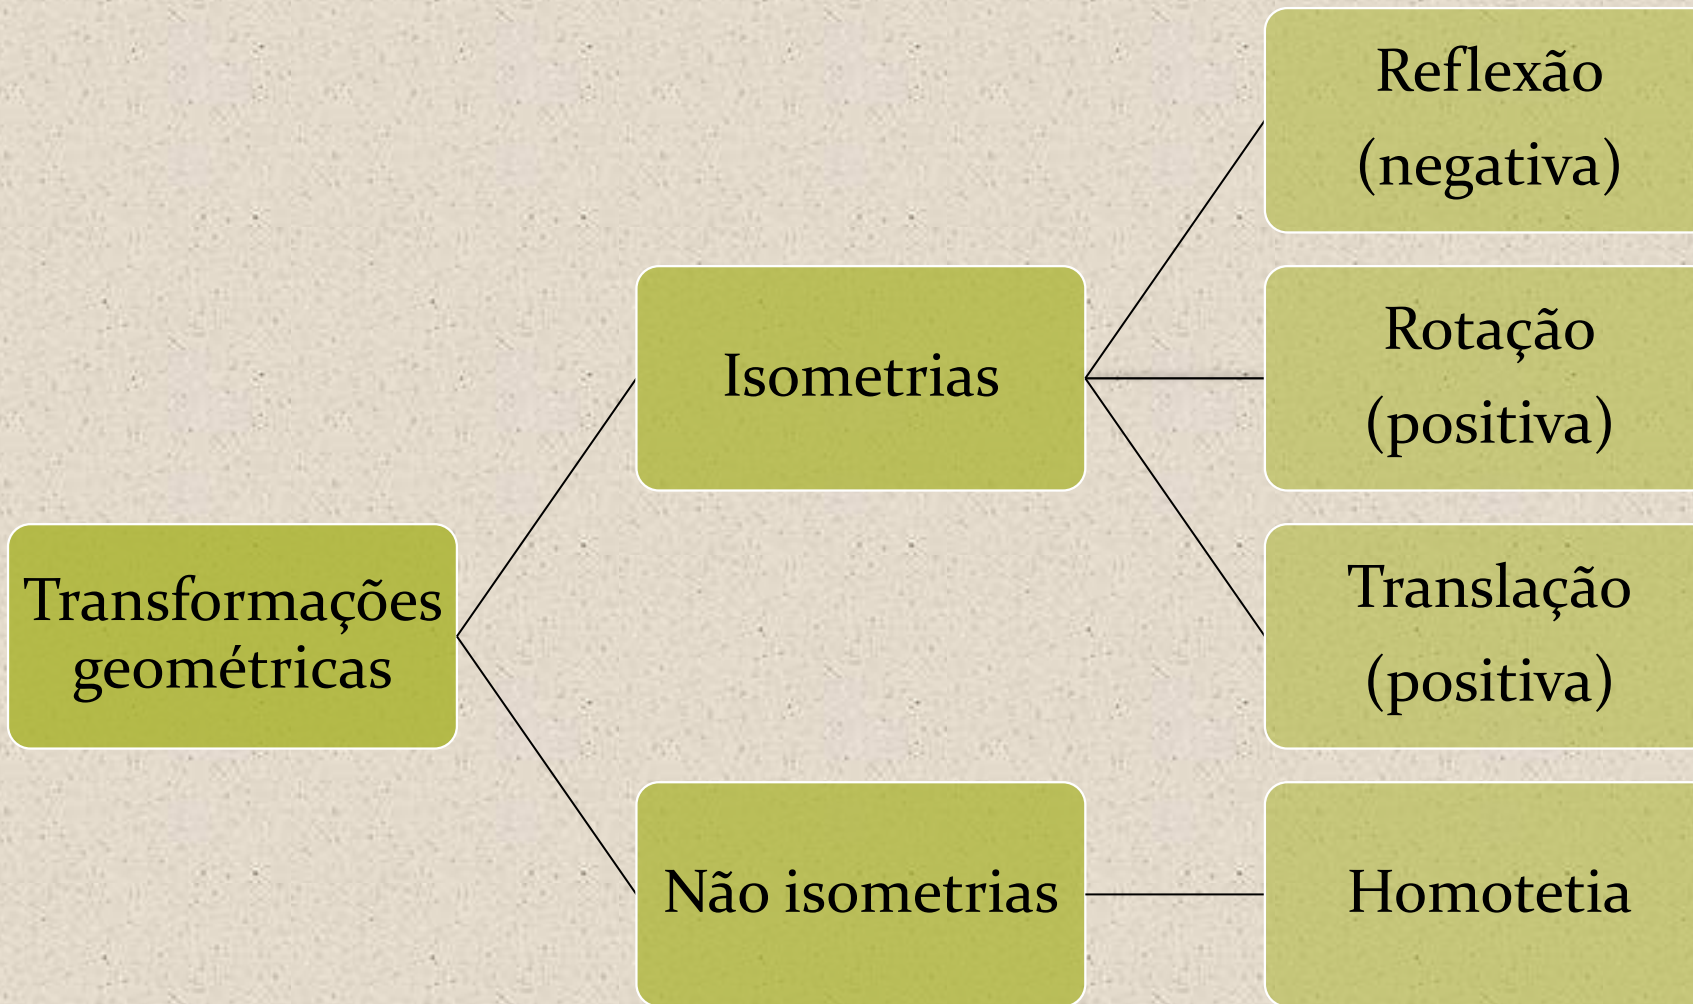 Transformações
geométricas
Isometrias
Reflexão
(negativa)
Rotação
(positiva)
Translação
(positiva)
Não isometrias
Homotetia